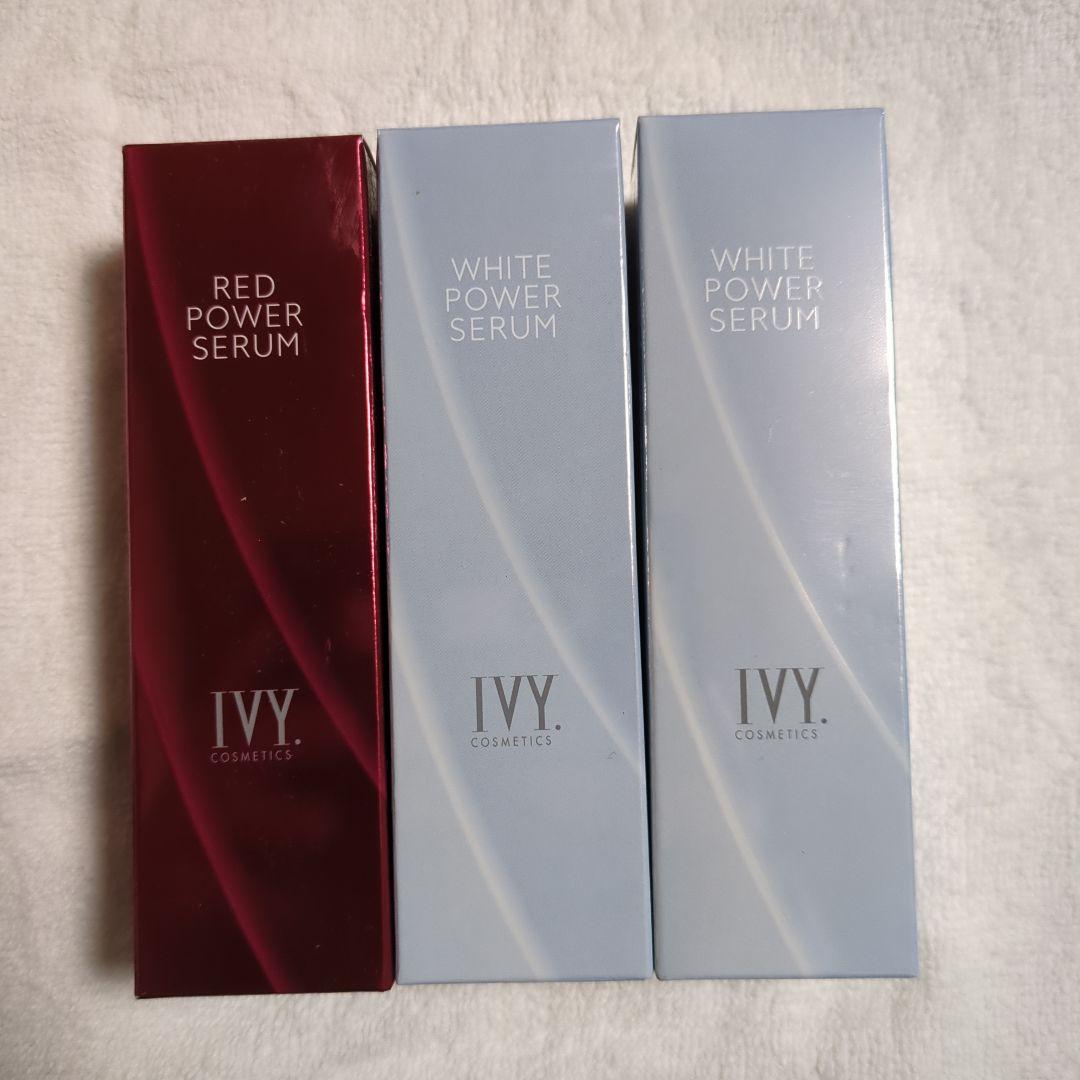 RED
POWER
SERUM
IVY.
COSMETICS
WHITE
POWER
SERUM
IVY.
COSMETICS
WHITE
POWER
SERUM
IVY.
COSMETICS